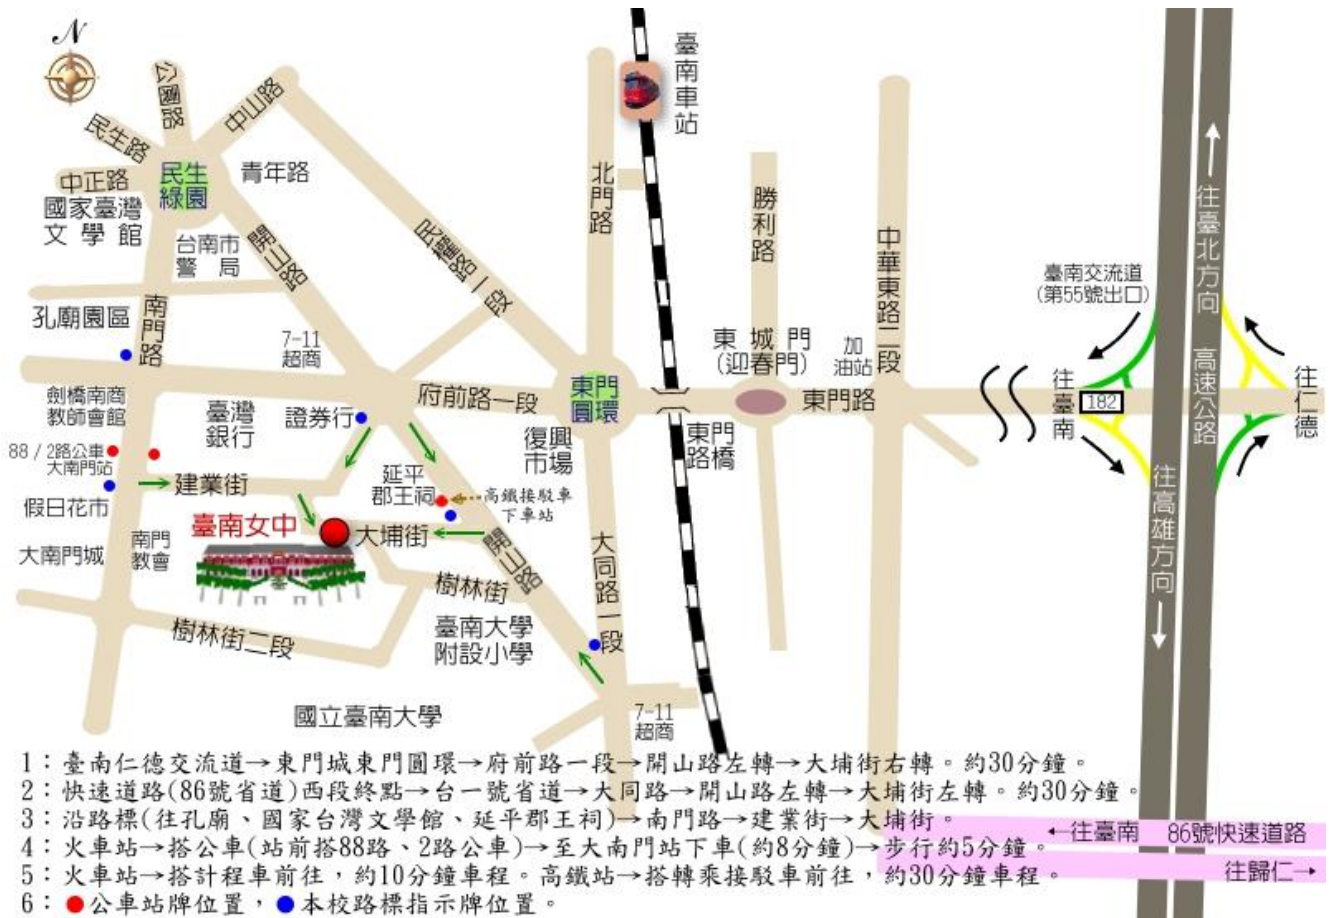 N
臺南車站
公園路
中山路
民生路
中正路
民生
綠園
青年路
國家臺灣
文學館
台南市
警局
開山路
民權路一段
北門路
勝利路
中華東路二段
往臺北方向
臺南交流道
(第55號出口)
孔廟園區
南門路
7-11
超商
東城門
(迎春門)
加
油站
高速公路
劍橋南商
教師會館
臺灣
銀行
證券行
府前路一段
東門
圓環
東門路
往臺南
182
往仁德
復興
市場
東門
路橋
88 / 2路公車
大南門站
假日花市
建業街
延平
郡王祠
高鐵接駁車
下車站
往高雄方向
臺南女中
大埔街
大南門城
南門
教會
開山路
大同路一段
樹林街
樹林街二段
臺南大學
附設小學
國立臺南大學
7-11
超商
1：臺南仁德交流道→東門城東門圓環→府前路一段→開山路左轉→大埔街右轉。約30分鐘。
2：快速道路(86號省道)西段終點→台一號省道→大同路→開山路左轉→大埔街左轉。約30分鐘。
3：沿路標(往孔廟、國家台灣文學館、延平郡王祠)→南門路→建業街→大埔街。
←往臺南 86號快速道路
4：火車站→搭公車(站前搭88路、2路公車)→至大南門站下車(約8分鐘)→步行約5分鐘。
5：火車站→搭計程車前往，約10分鐘車程。高鐵站→搭轉乘接駁車前往，約30分鐘車程。
往歸仁→
6：●公車站牌位置，●本校路標指示牌位置。